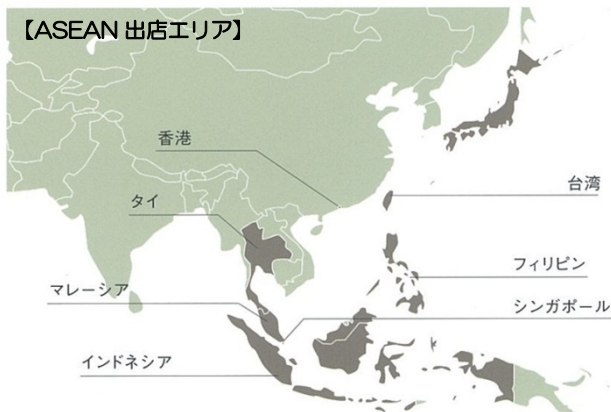 【ASEAN 出店エリア】
香港
台湾
タイ
フィリピン
マレーシア
シンガポール
インドネシア